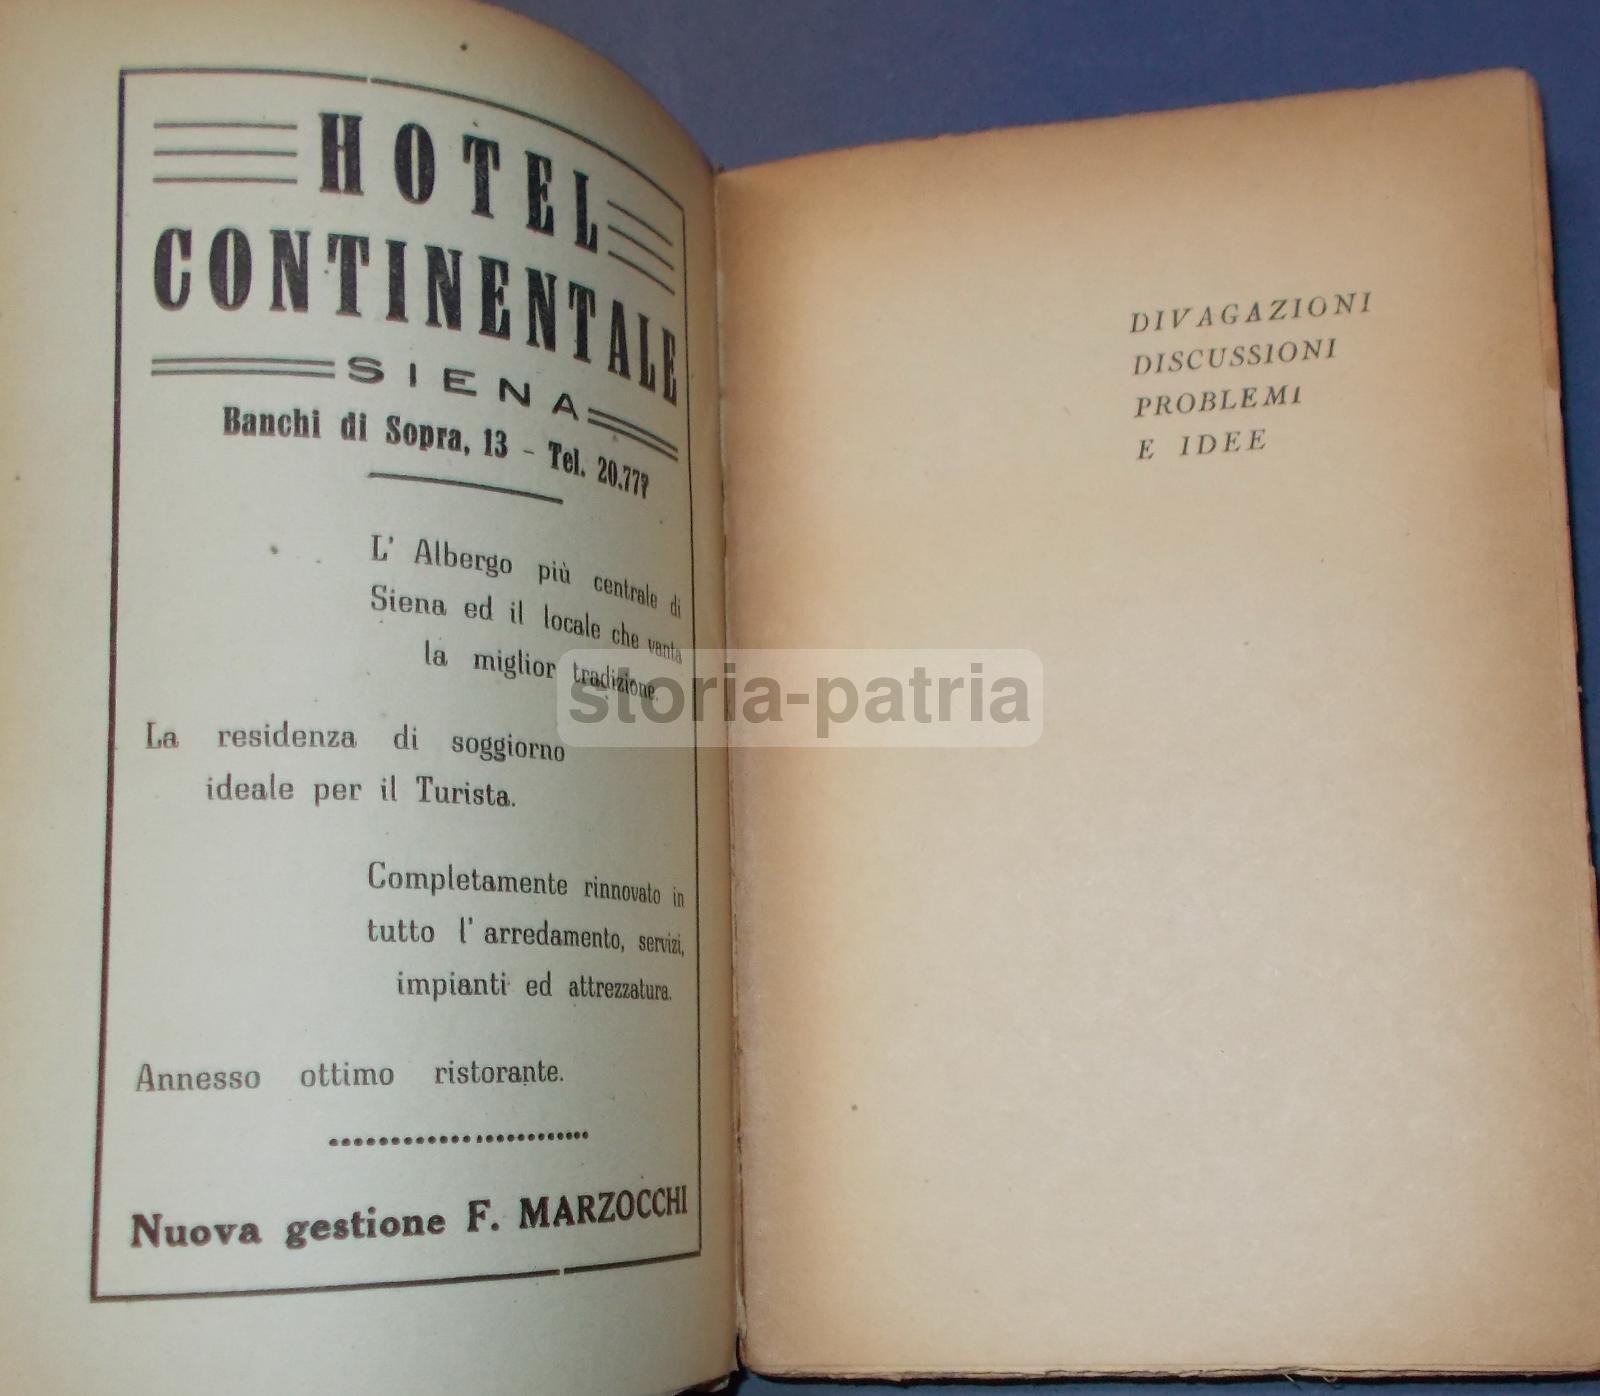 HOTEL
CONTINENTALE
SIENA
Banchi di Sopra, 13 - Tel.
L' Albergo più centrale di
Siena ed il locale che vanta
la miglior tradizione.
La residenza di soggiorno
ideale per il Turista.
Completamente rinnovato in
tutto l' arredamento, servizi,
impianti ed attrezzatura.
Annesso ottimo ristorante.
Nuova gestione F. MARZOCCHI
DIVAGAZIONI
DISCUSSIONI
PROBLEMI
E IDEE
storia-patria